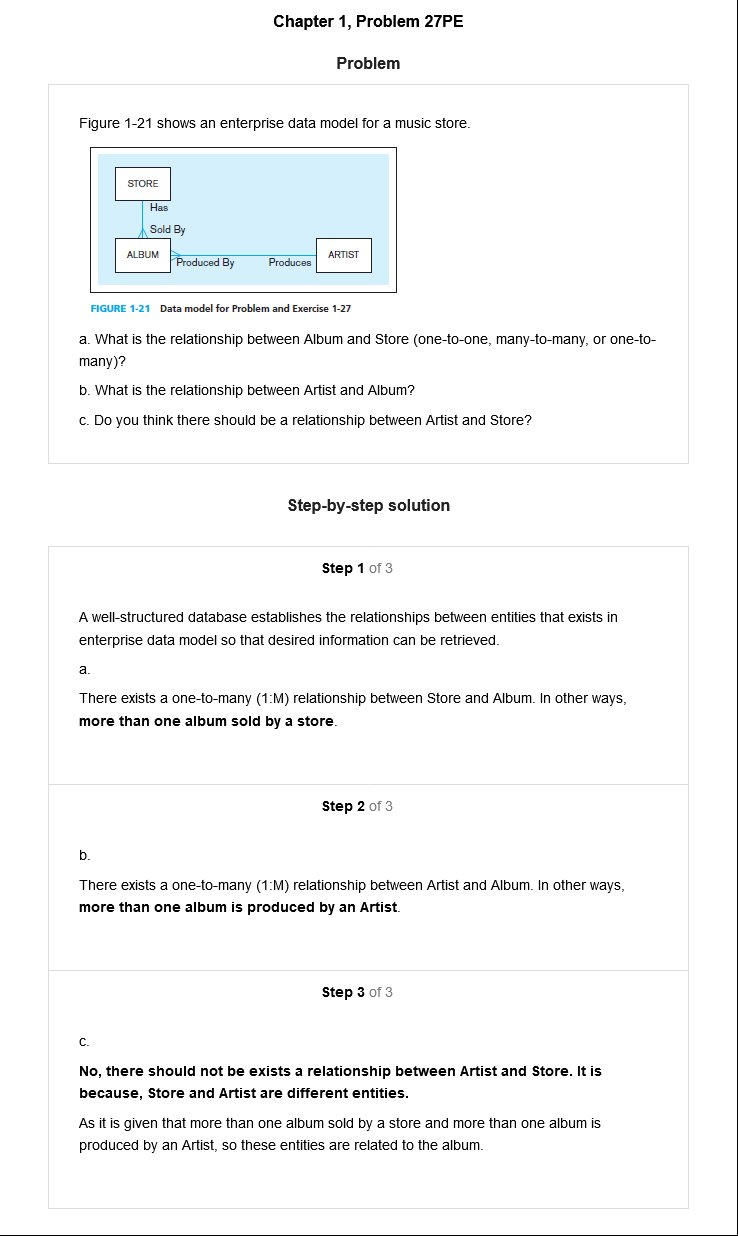 Chapter 1, Problem 27PE
Problem
Figure 1-21 shows an enterprise data model for a music store.
STORE
Has
Sold By
ALBUM
Produced By
Produces
ARTIST
FIGURE 1-21 Data model for Problem and Exercise 1-27
a. What is the relationship between Album and Store (one-to-one, many-to-many, or one-to-
many)?
b. What is the relationship between Artist and Album?
c. Do you think there should be a relationship between Artist and Store?
Step-by-step solution
Step 1 of 3
A well-structured database establishes the relationships between entities that exists in
enterprise data model so that desired information can be retrieved.
a.
There exists a one-to-many (1:M) relationship between Store and Album. In other ways,
more than one album sold by a store.
Step 2 of 3
b.
There exists a one-to-many (1:M) relationship between Artist and Album. In other ways,
more than one album is produced by an Artist.
Step 3 of 3
c.
No, there should not be exists a relationship between Artist and Store. It is
because, Store and Artist are different entities.
As it is given that more than one album sold by a store and more than one album is
produced by an Artist, so these entities are related to the album.